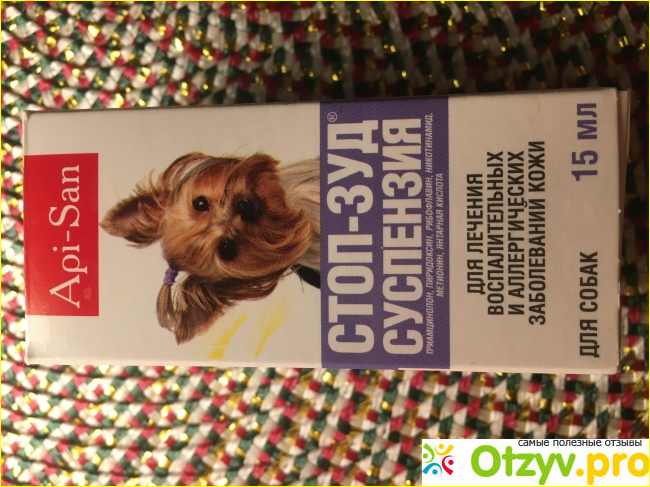 Api-San
СТОП-ЗУД®
СУСПЕНЗИЯ
ТРИАМЦИНОЛОН, ПИРИДОКСИН, РИБОФЛАВИН, НИКОТИНАМИД,
МЕТИОНИН, ЯНТАРНАЯ КИСЛОТА
ДЛЯ ЛЕЧЕНИЯ
ВОСПАЛИТЕЛЬНЫХ
И АЛЛЕРГИЧЕСКИХ
ЗАБОЛЕВАНИЙ КОЖИ
ДЛЯ СОБАК 15 МЛ
самые полезные отзывы
Otzyv.pro